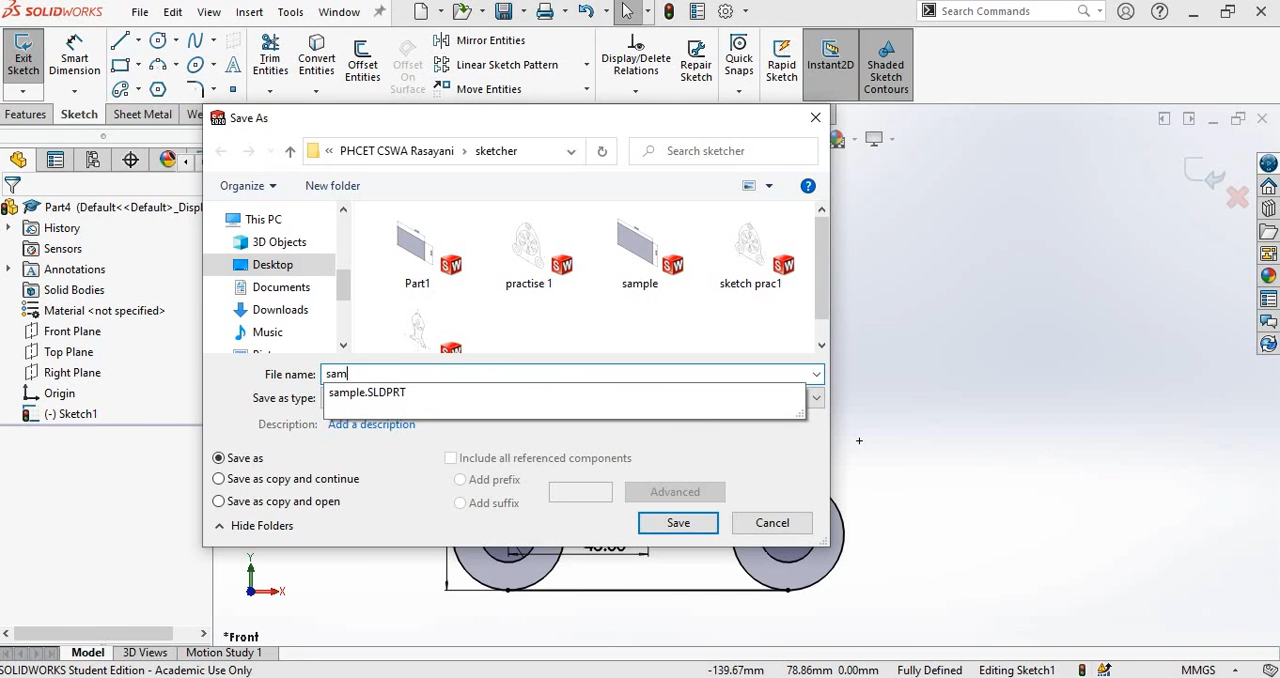 SOLIDWORKS File Edit View Insert Tools Window Search Commands
Exit Sketch
Smart Dimension
Trim Entities
Convert Entities
Offset Entities
Offset On Surface
Mirror Entities
Linear Sketch Pattern
Move Entities
Display/Delete Relations
Repair Sketch
Quick Snaps
Rapid Sketch
Instant2D
Shaded Sketch Contours
Features Sketch Sheet Metal
Save As
PHCET CSWA Rasayani sketcher Search sketcher
Organize New folder
This PC
3D Objects
Desktop
Documents
Downloads
Music
Part1 practise 1 sample sketch prac1
File name: sam
sample.SLDPRT
Save as type:
Description: Add a description
Save as
Save as copy and continue
Save as copy and open
Include all referenced components
Add prefix
Add suffix
Advanced
Hide Folders
Save Cancel
Part4 (Default<<Default>_Displ
History
Sensors
Annotations
Solid Bodies
Material <not specified>
Front Plane
Top Plane
Right Plane
Origin
(-) Sketch1
Y
X
*Front
Model 3D Views Motion Study 1
SOLIDWORKS Student Edition - Academic Use Only -139.67mm 78.86mm 0.00mm Fully Defined Editing Sketch1 MMGS